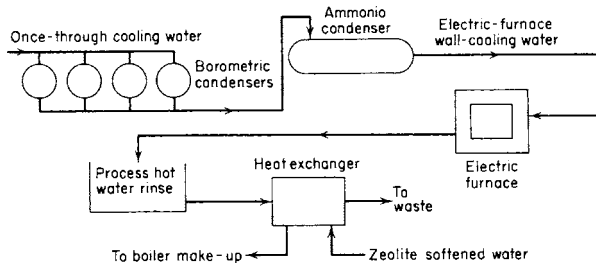 Once-through cooling water
Ammonio
condenser
Electric-furnace
wall-cooling water
Borometric
condensers
Process hot
water rinse
Heat exchanger
To
waste
Electric
furnace
To boiler make-up
Zeolite softened water